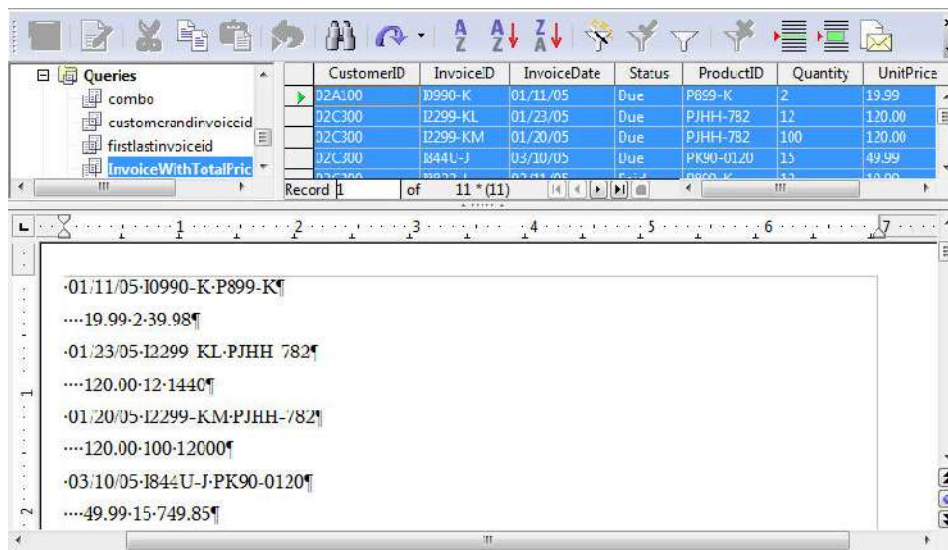 Queries
combo
customerandinvoiceid
firstlastinvoiceid
InvoiceWithTotalPric
CustomerID InvoiceID InvoiceDate Status ProductID Quantity UnitPrice
02A100 I0990-K 01/11/05 Due P899-K 2 19.99
02C300 I2299-KL 01/23/05 Due PJHH-782 12 120.00
02C300 I2299-KM 01/20/05 Due PJHH-782 100 120.00
02C300 I844U-J 03/10/05 Due PK90-0120 15 49.99
Record 1 of 11 * (11)
1 2 3 4 5 6 7
·01/11/05·I0990-K·P899-K¶
····19.99·2·39.98¶
·01/23/05·I2299-KL·PJHH-782¶
····120.00·12·1440¶
·01/20/05·I2299-KM·PJHH-782¶
····120.00·100·12000¶
·03/10/05·I844U-J·PK90-0120¶
····49.99·15·749.85¶
1
2